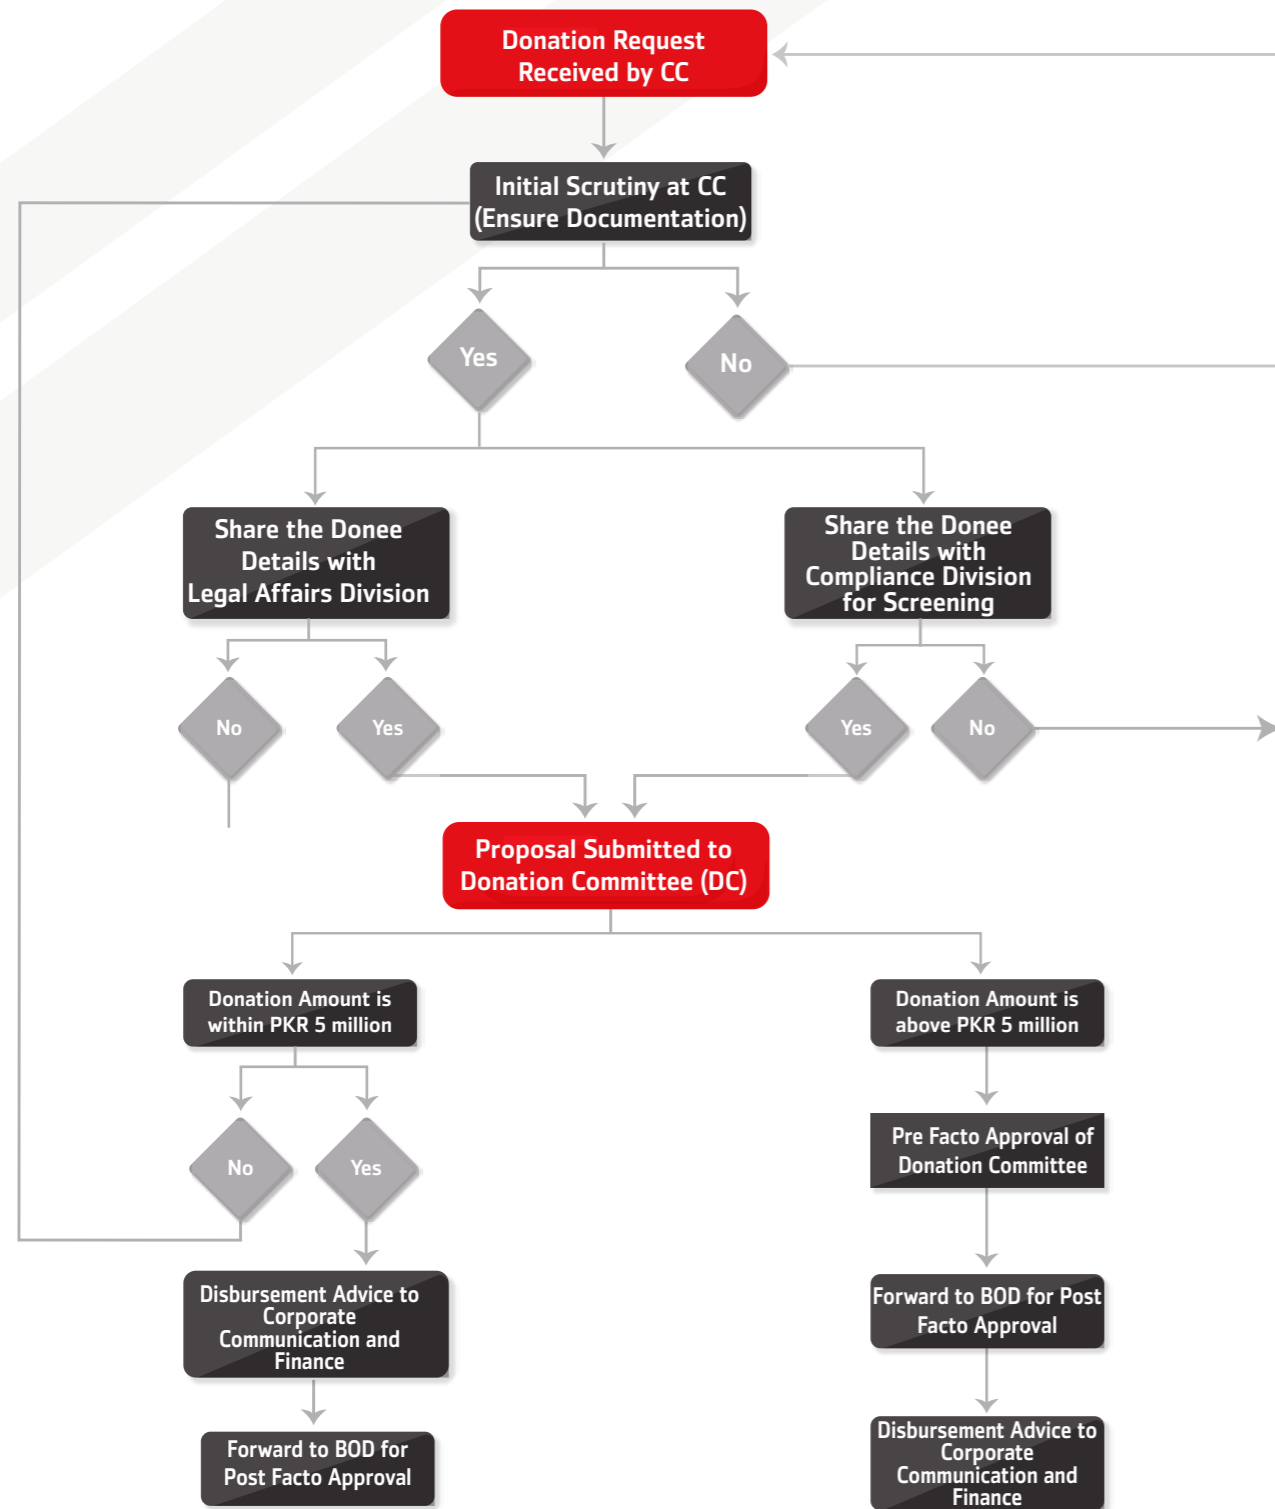 Donation Request
Received by CC
Initial Scrutiny at CC
(Ensure Documentation)
Yes
No
Share the Donee
Details with
Legal Affairs Division
Share the Donee
Details with
Compliance Division
for Screening
No
Yes
Yes
No
Proposal Submitted to
Donation Committee (DC)
Donation Amount is
within PKR 5 million
Donation Amount is
above PKR 5 million
No
Yes
Pre Facto Approval of
Donation Committee
Disbursement Advice to
Corporate
Communication and
Finance
Forward to BOD for Post
Facto Approval
Forward to BOD for
Post Facto Approval
Disbursement Advice to
Corporate
Communication and
Finance